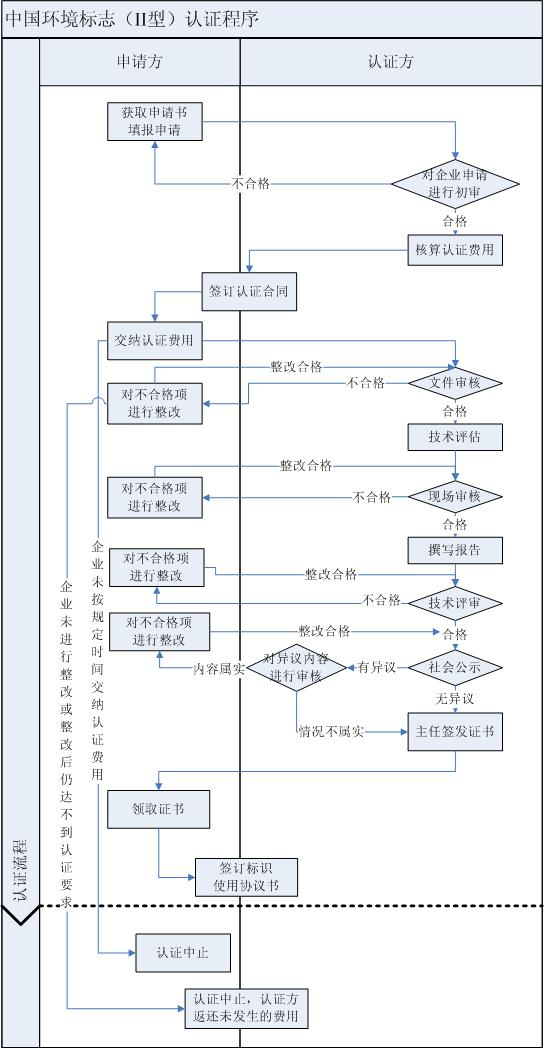 中国环境标志（II型）认证程序
申请方
认证方
获取申请书
填报申请
对企业申请
进行初审
不合格
合格
核算认证费用
签订认证合同
交纳认证费用
整改合格
文件审核
不合格
对不合格项
进行整改
合格
技术评估
整改合格
对不合格项
进行整改
不合格
现场审核
合格
撰写报告
对不合格项
进行整改
整改合格
不合格
技术评审
对不合格项
进行整改
整改合格
合格
内容属实
对异议内容
进行审核
有异议
社会公示
无异议
情况不属实
主任签发证书
企业未按规定时间交纳认证费用
企业未进行整改或整改后仍达不到认证要求
领取证书
签订标识
使用协议书
认证流程
认证中止
认证中止，认证方
返还未发生的费用